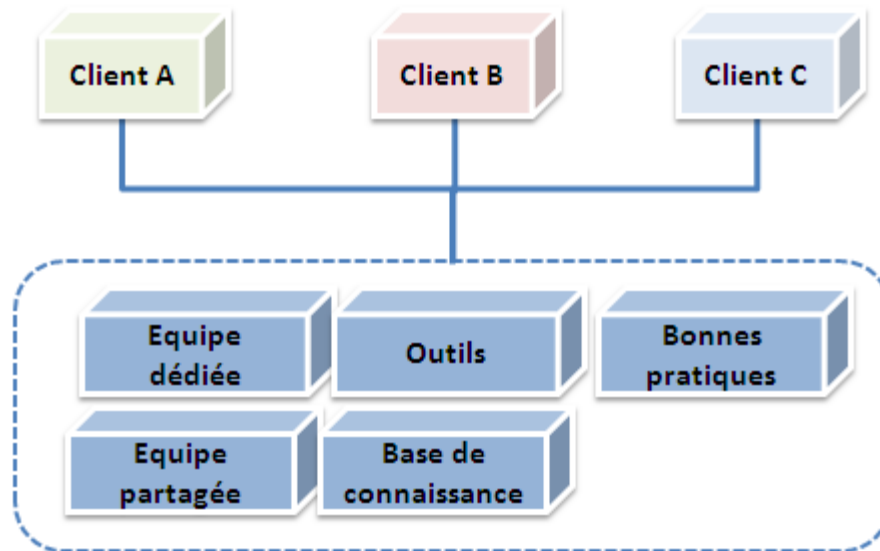 Client A
Client B
Client C
Equipe
dédiée
Outils
Bonnes
pratiques
Equipe
partagée
Base de
connaissance